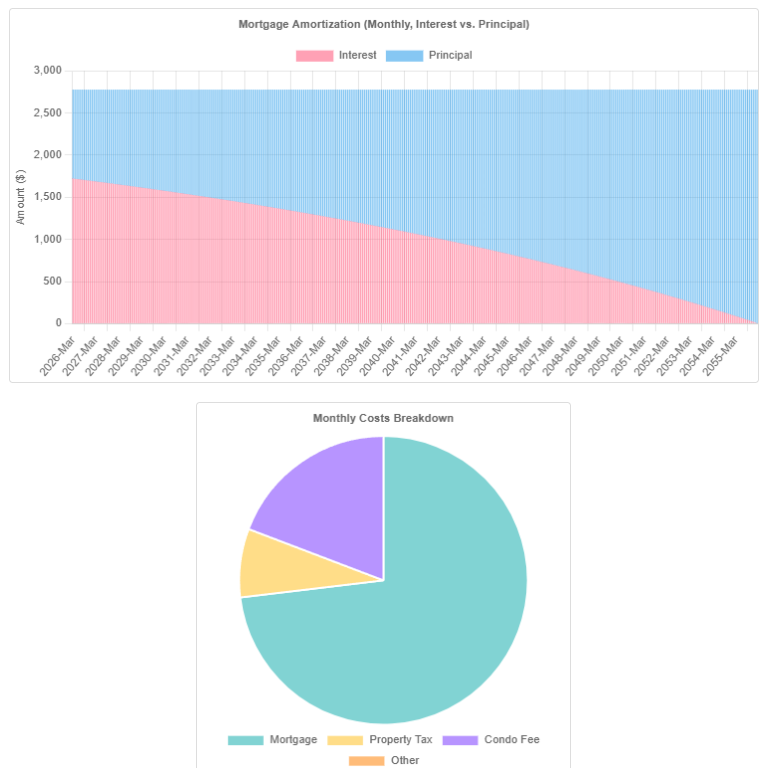 Mortgage Amortization (Monthly, Interest vs. Principal)
Interest Principal
3,000
2,500
2,000
1,500
1,000
500
0
Amount ($)
2026-Mar
2027-Mar
2028-Mar
2029-Mar
2030-Mar
2031-Mar
2032-Mar
2033-Mar
2034-Mar
2035-Mar
2036-Mar
2037-Mar
2038-Mar
2039-Mar
2040-Mar
2041-Mar
2042-Mar
2043-Mar
2044-Mar
2045-Mar
2046-Mar
2047-Mar
2048-Mar
2049-Mar
2050-Mar
2051-Mar
2052-Mar
2053-Mar
2054-Mar
2055-Mar
Monthly Costs Breakdown
Mortgage Property Tax Condo Fee
Other